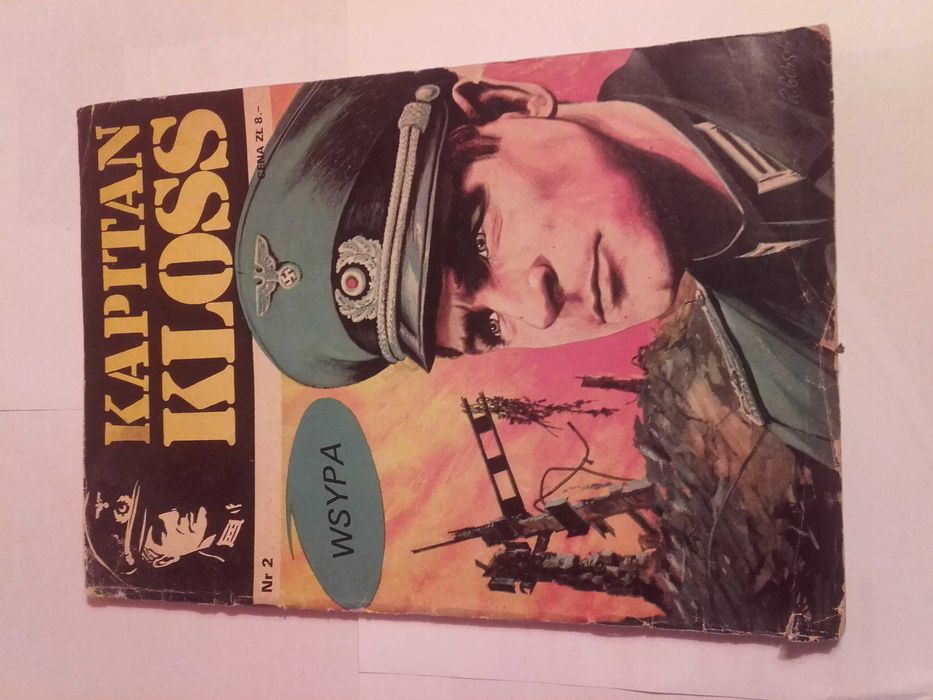 KAPITAN
KLOSS
Nr 2
CENA ZŁ 8.-
WSYPA